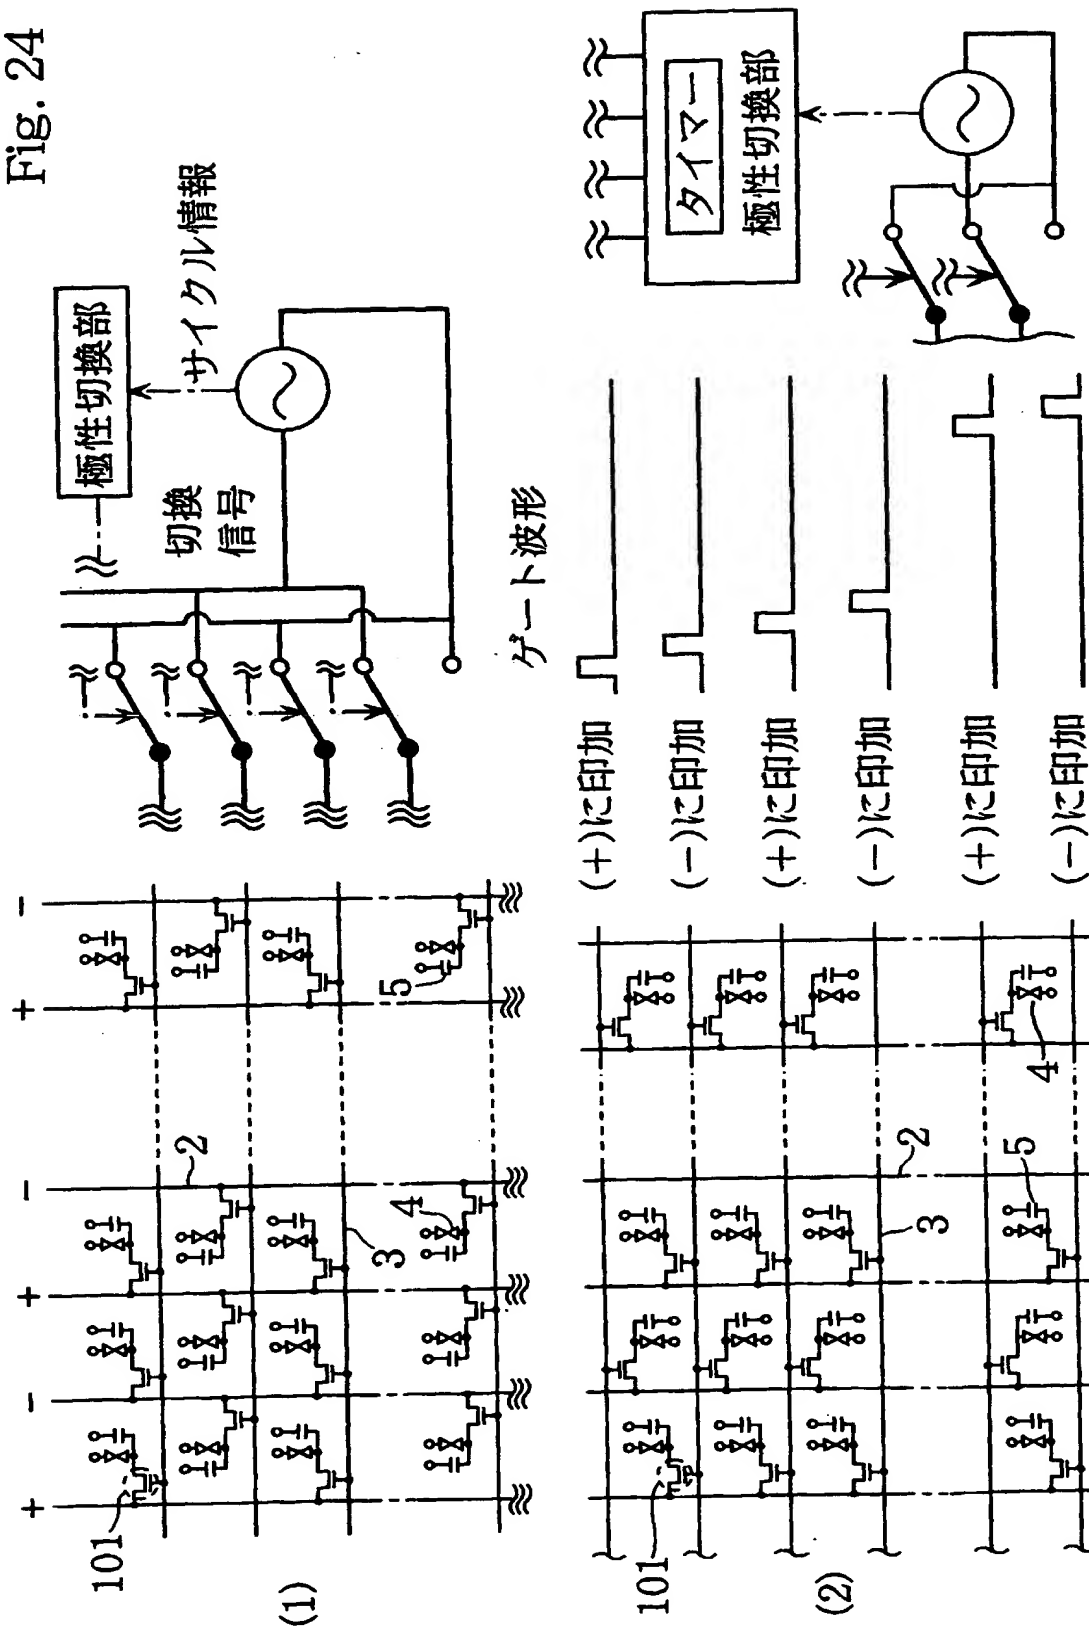 Fig. 24
(1)
+
-
+
-
+
-
101
2
3
4
5
極性切換部
サイクル情報
切換
信号
(2)
101
2
3
4
5
ゲート波形
(+)に印加
(-)に印加
(+)に印加
(-)に印加
(+)に印加
(-)に印加
タイマー
極性切換部